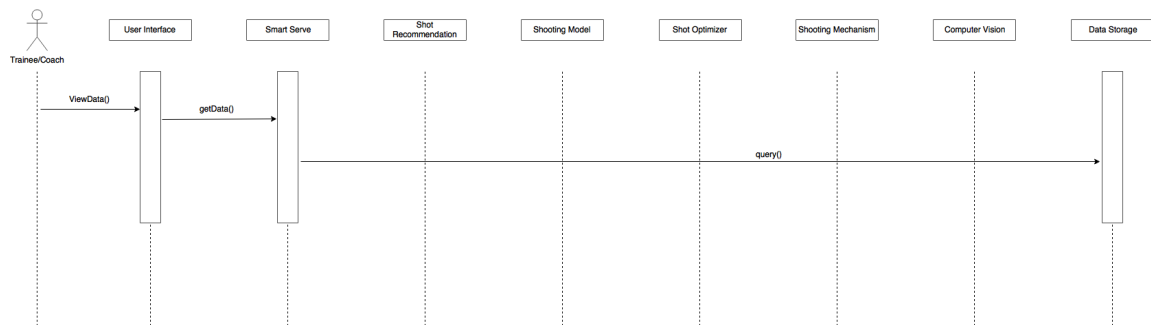 Trainee/Coach
User Interface
Smart Serve
Shot
Recommendation
Shooting Model
Shot Optimizer
Shooting Mechanism
Computer Vision
Data Storage
ViewData()
getData()
query()